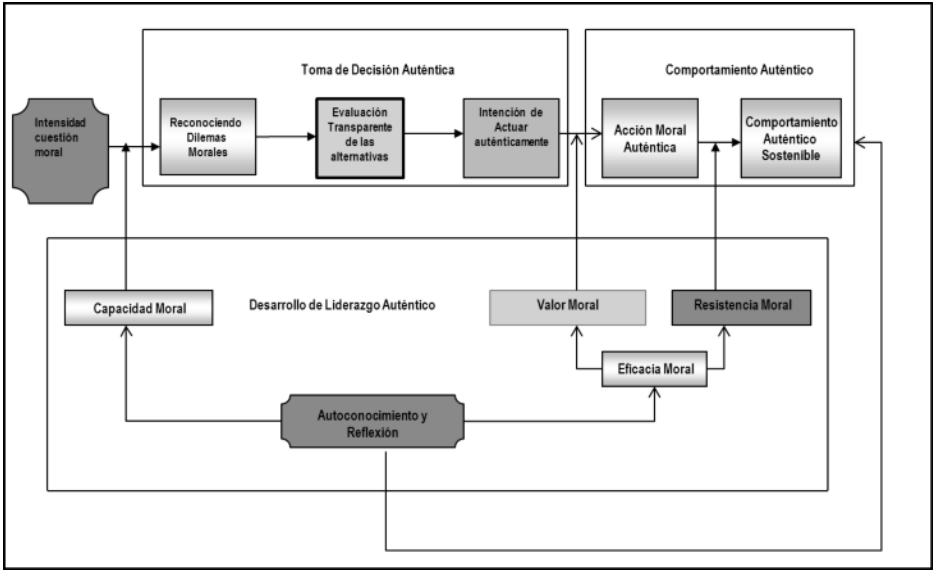 Toma de Decisión Auténtica
Comportamiento Auténtico
Intensidad
cuestión
moral
Reconociendo
Dilemas
Morales
Evaluación
Transparente
de las
alternativas
Intención de
Actuar
auténticamente
Acción Moral
Auténtica
Comportamiento
Auténtico
Sostenible
Capacidad Moral
Desarrollo de Liderazgo Auténtico
Valor Moral
Resistencia Moral
Eficacia Moral
Autoconocimiento y
Reflexión